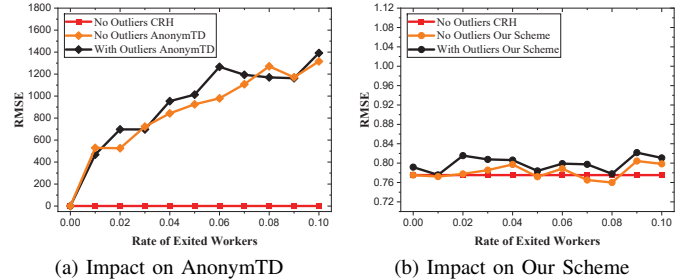 1800
1600
1400
1200
1000
800
600
400
200
0
RMSE
No Outliers CRH
No Outliers AnonymTD
With Outliers AnonymTD
0.00 0.02 0.04 0.06 0.08 0.10
Rate of Exited Workers
(a) Impact on AnonymTD
1.12
1.08
1.04
1.00
0.96
0.92
0.88
0.84
0.80
0.76
0.72
RMSE
No Outliers CRH
No Outliers Our Scheme
With Outliers Our Scheme
0.00 0.02 0.04 0.06 0.08 0.10
Rate of Exited Workers
(b) Impact on Our Scheme